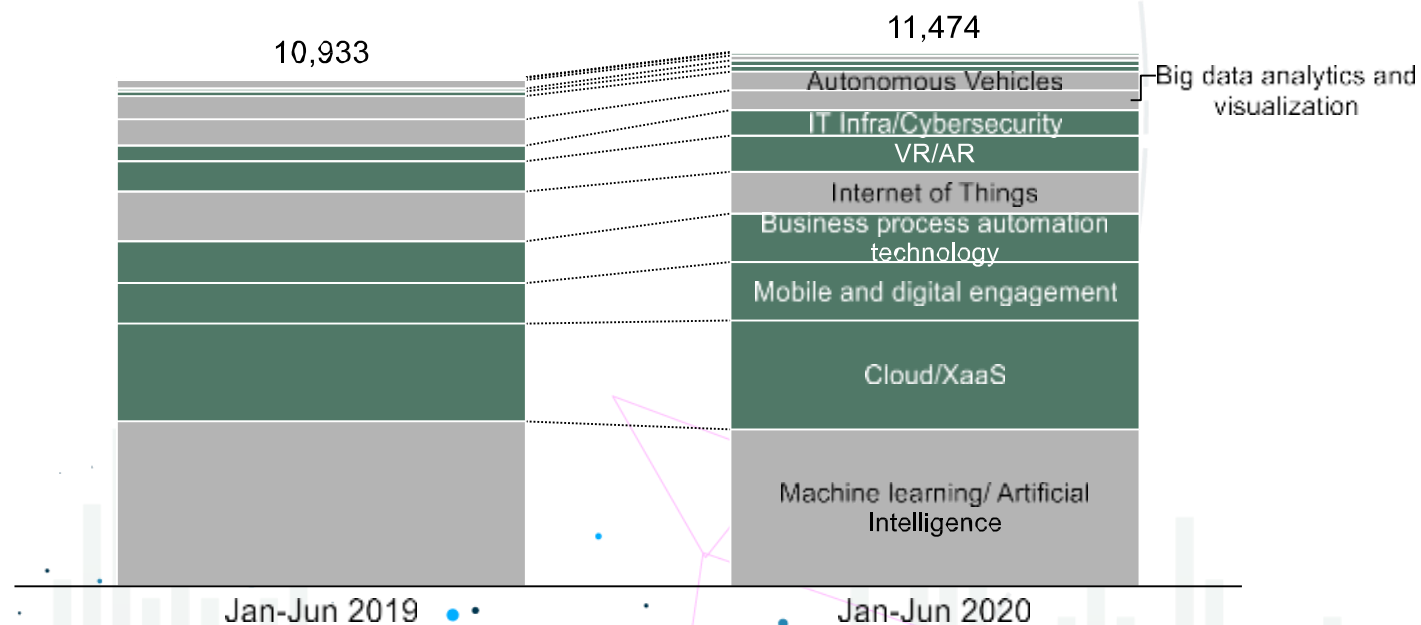 10,933
11,474
Autonomous Vehicles
Big data analytics and
visualization
IT Infra/Cybersecurity
VR/AR
Internet of Things
Business process automation
technology
Mobile and digital engagement
Cloud/XaaS
Machine learning/ Artificial
Intelligence
Jan-Jun 2019
Jan-Jun 2020